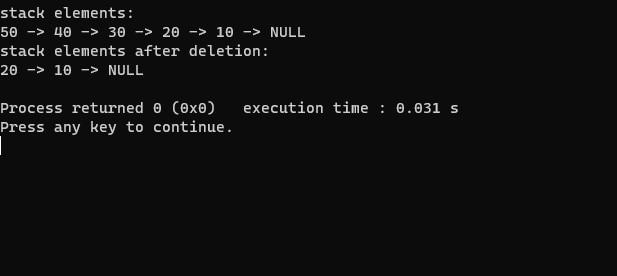 stack elements:
50 -> 40 -> 30 -> 20 -> 10 -> NULL
stack elements after deletion:
20 -> 10 -> NULL
Process returned 0 (0x0)   execution time : 0.031 s
Press any key to continue.